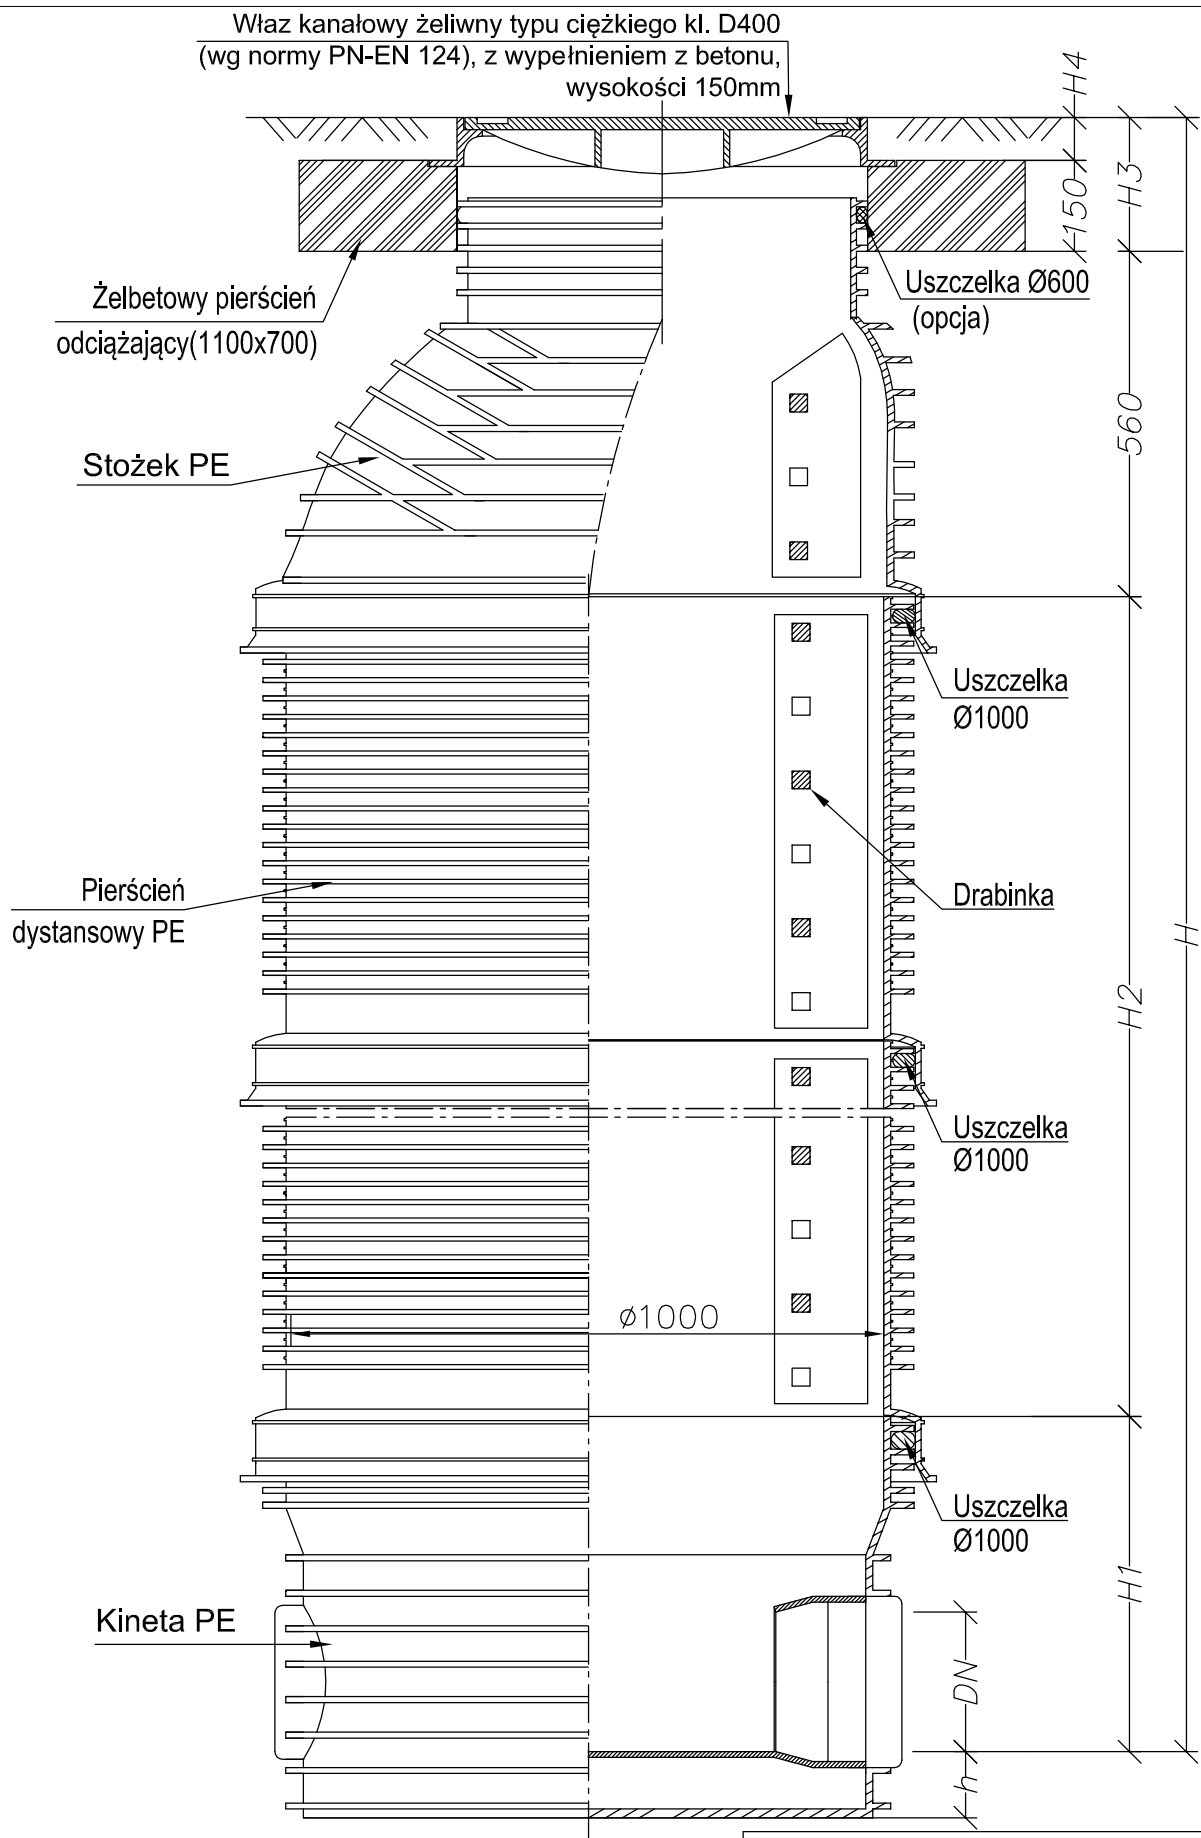 Właz kanałowy żeliwny typu ciężkiego kl. D400
(wg normy PN-EN 124), z wypełnieniem z betonu,
wysokości 150mm
H4
150
H3
Żelbetowy pierścień
odciążający(1100x700)
Uszczelka Ø600
(opcja)
560
Stożek PE
Uszczelka
Ø1000
Pierścień
dystansowy PE
Drabinka
H
H2
Uszczelka
Ø1000
ø1000
Uszczelka
Ø1000
H1
Kineta PE
DN
h